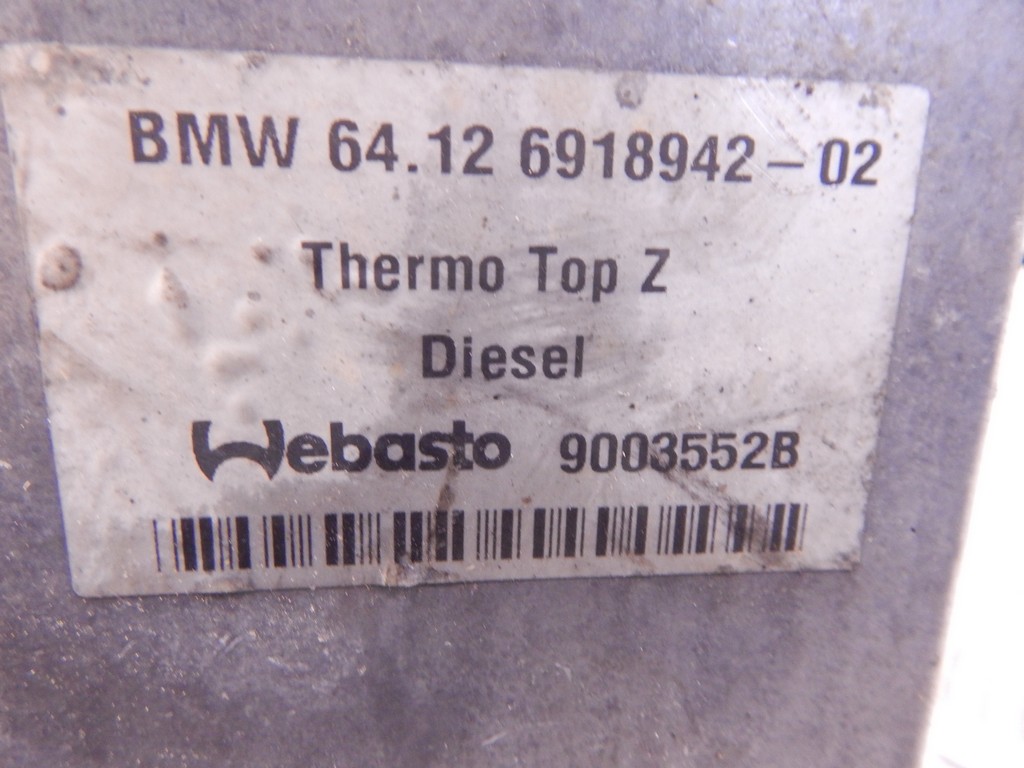 BMW 64.12 6918942-02
Thermo Top Z
Diesel
Webasto 9003552B